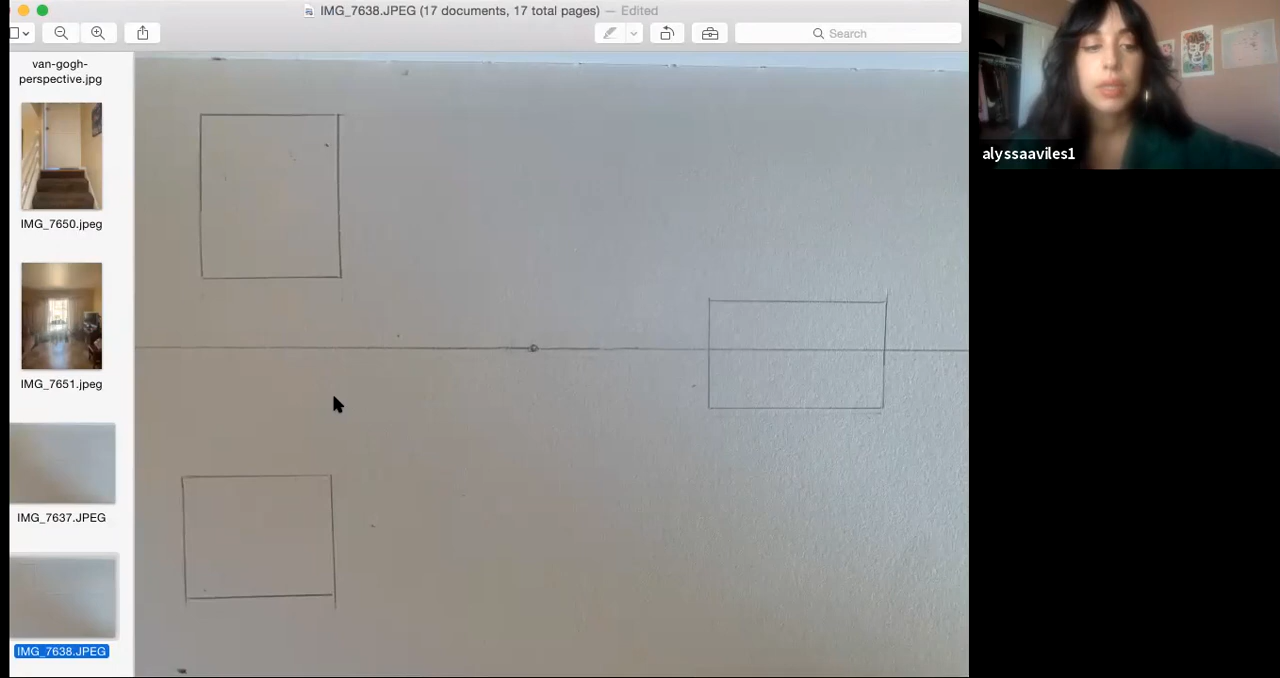 IMG_7638.JPEG (17 documents, 17 total pages) — Edited
Search
van-gogh-
perspective.jpg
IMG_7650.jpeg
IMG_7651.jpeg
IMG_7637.JPEG
IMG_7638.JPEG
alyssaaviles1